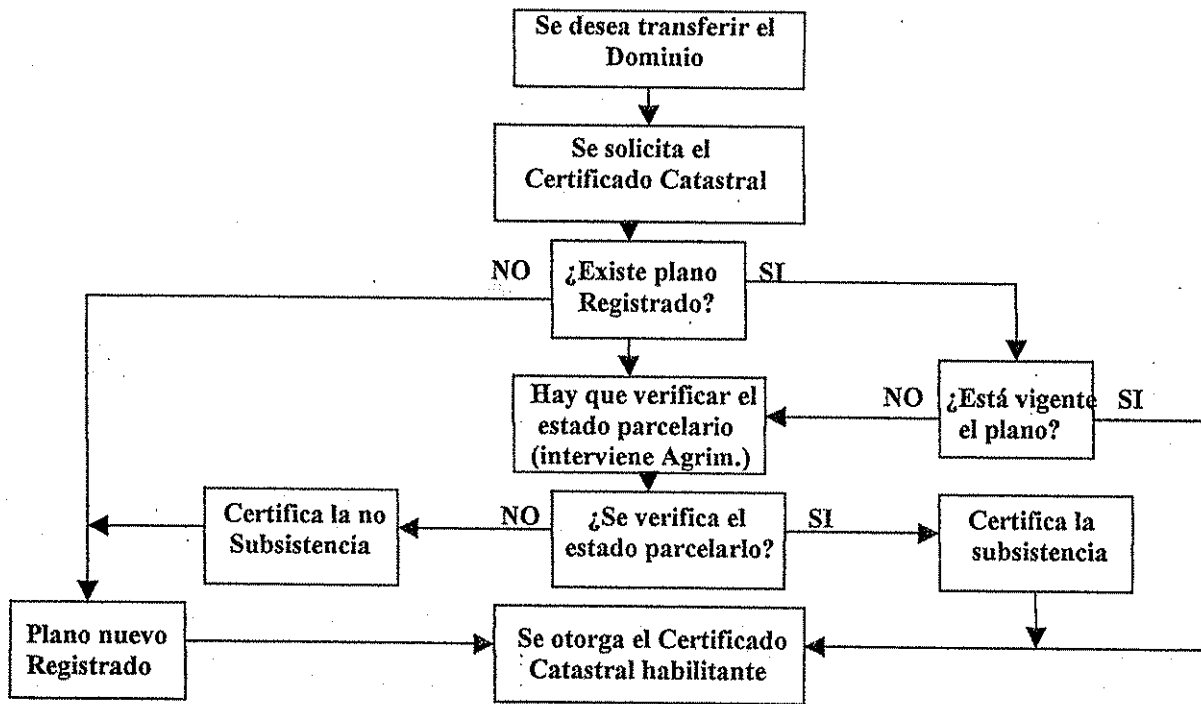 Se desea transferir el
Dominio
Se solicita el
Certificado Catastral
NO
¿Existe plano
Registrado?
SI
Hay que verificar el
estado parcelario
(interviene Agrim.)
NO
¿Está vigente
el plano?
SI
Certifica la no
Subsistencia
NO
¿Se verifica el
estado parcelario?
SI
Certifica la
subsistencia
Plano nuevo
Registrado
Se otorga el Certificado
Catastral habilitante